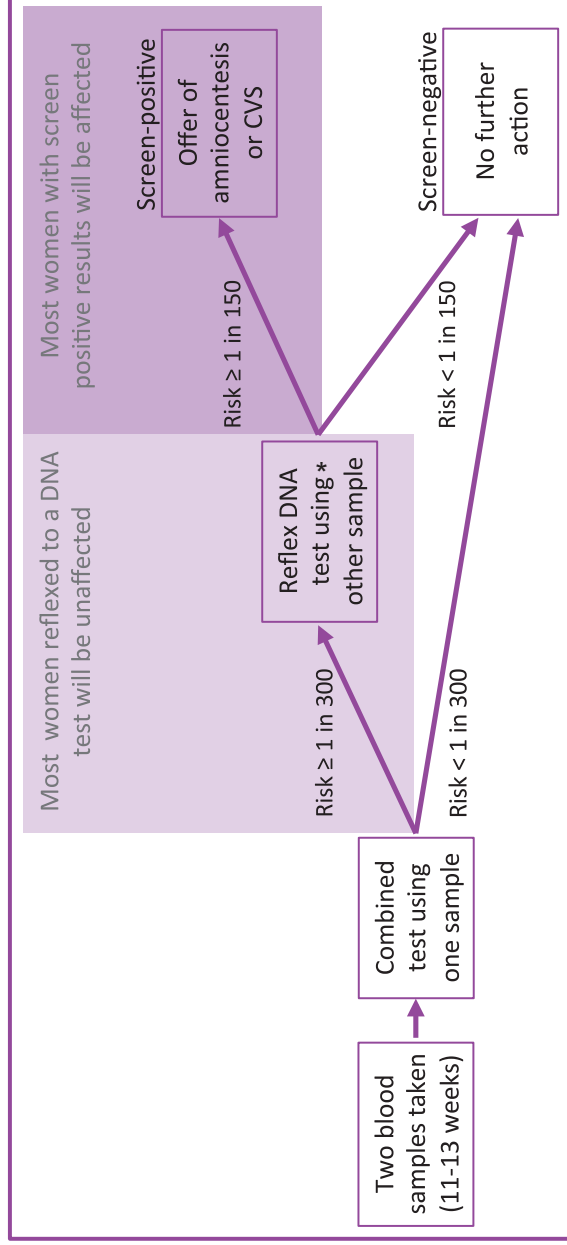 Two blood
samples taken
(11-13 weeks)
Combined
test using
one sample
Most women reflexed to a DNA
test will be unaffected
Risk ≥ 1 in 300
Risk < 1 in 300
Reflex DNA
test using *
other sample
Most women with screen
positive results will be affected
Risk ≥ 1 in 150
Risk < 1 in 150
Screen-positive
Offer of
amniocentesis
or CVS
Screen-negative
No further
action